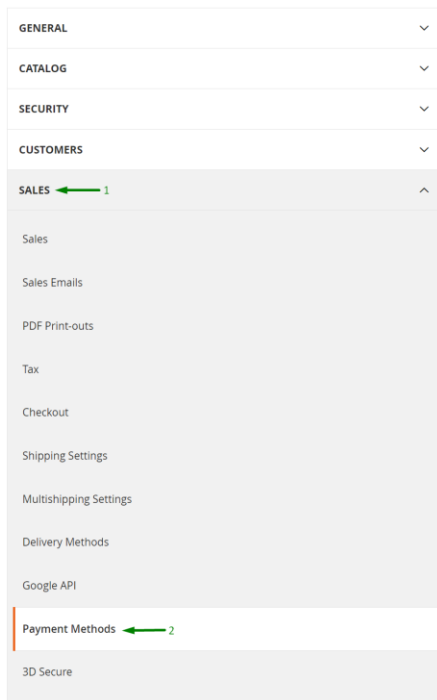 GENERAL
CATALOG
SECURITY
CUSTOMERS
SALES 1
Sales
Sales Emails
PDF Print-outs
Tax
Checkout
Shipping Settings
Multishipping Settings
Delivery Methods
Google API
Payment Methods 2
3D Secure